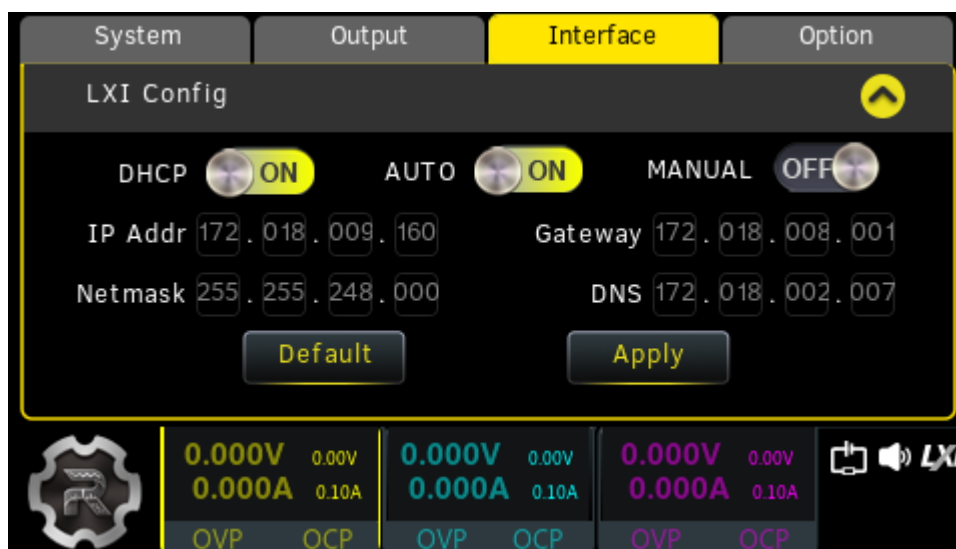 System Output Interface Option
LXI Config
DHCP ON AUTO ON MANUAL OFF
IP Addr 172 . 018 . 009 . 160 Gateway 172 . 018 . 008 . 001
Netmask 255 . 255 . 248 . 000 DNS 172 . 018 . 002 . 007
Default Apply
0.000V 0.00V 0.000V 0.00V 0.000V 0.00V LXI
0.000A 0.10A 0.000A 0.10A 0.000A 0.10A
OVP OCP OVP OCP OVP OCP